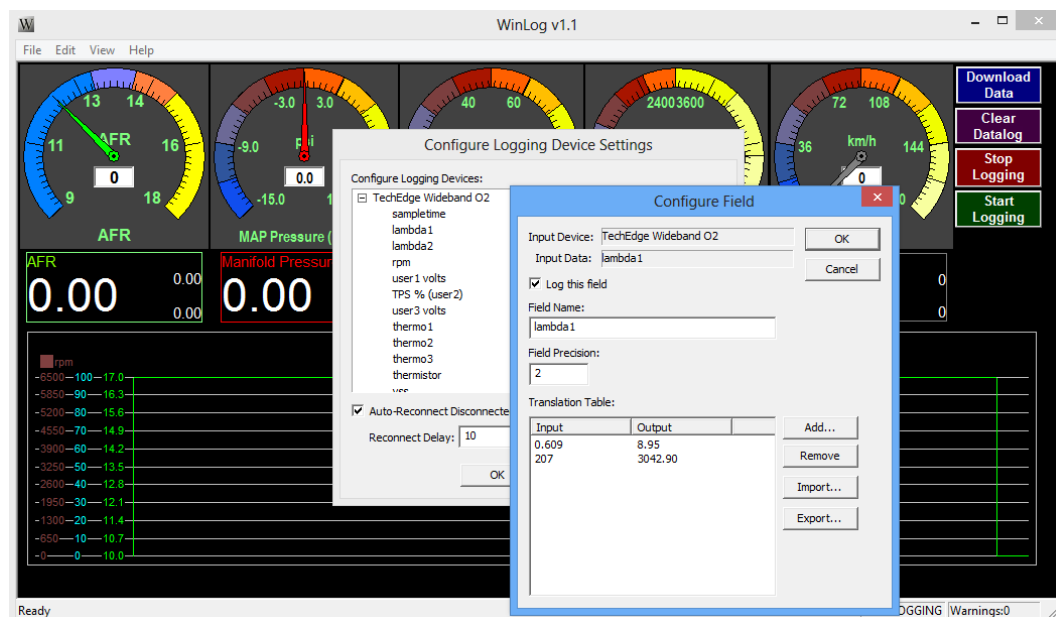 WinLog v1.1
File Edit View Help
13 14
11 AFR 16
0
9 18
AFR
-3.0 3.0
-9.0
0.0
-15.0
MAP Pressure (
40 60
2400 3600
72 108
36 km/h 144
0
Download
Data
Clear
Datalog
Stop
Logging
Start
Logging
AFR
0.00
0.00
0.00
Manifold Pressur
0.00
0
0
rpm
-6500-100-17.0
-5850-90-16.3
-5200-80-15.6
-4550-70-14.9
-3900-60-14.2
-3250-50-13.5
-2600-40-12.8
-1950-30-12.1
-1300-20-11.4
-650-10-10.7
-0-0-10.0
Configure Logging Device Settings
Configure Logging Devices:
TechEdge Wideband O2
sampletime
lambda1
lambda2
rpm
user1 volts
TPS % (user2)
user3 volts
thermo1
thermo2
thermo3
thermistor
vss
Auto-Reconnect Disconnecte
Reconnect Delay: 10
OK
Configure Field
Input Device: TechEdge Wideband O2
Input Data: lambda1
OK
Cancel
Log this field
Field Name:
lambda1
Field Precision:
2
Translation Table:
Input Output
0.609 8.95
207 3042.90
Add...
Remove
Import...
Export...
Ready
OGGING Warnings:0